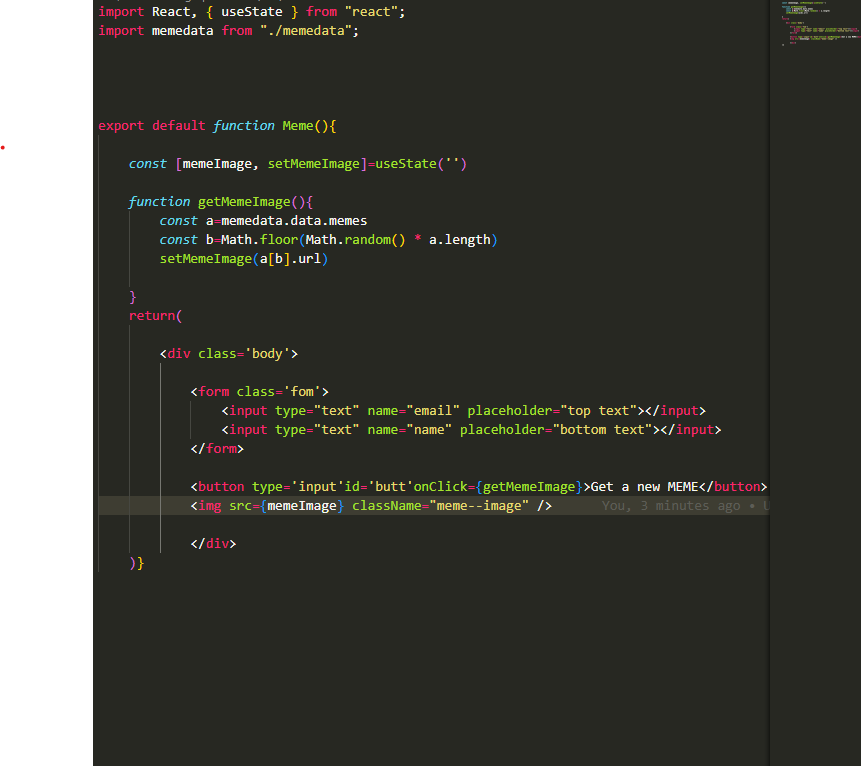 import React, { useState } from "react";
import memedata from "./memedata";
export default function Meme(){
const [memeImage, setMemeImage]=useState('')
function getMemeImage(){
const a=memedata.data.memes
const b=Math.floor(Math.random() * a.length)
setMemeImage(a[b].url)
}
return(
<div class='body'>
<form class='fom'>
<input type="text" name="email" placeholder="top text"></input>
<input type="text" name="name" placeholder="bottom text"></input>
</form>
<button type='input'id='butt'onClick={getMemeImage}>Get a new MEME</button>
<img src={memeImage} className="meme--image" /> You, 3 minutes ago •
</div>
)}